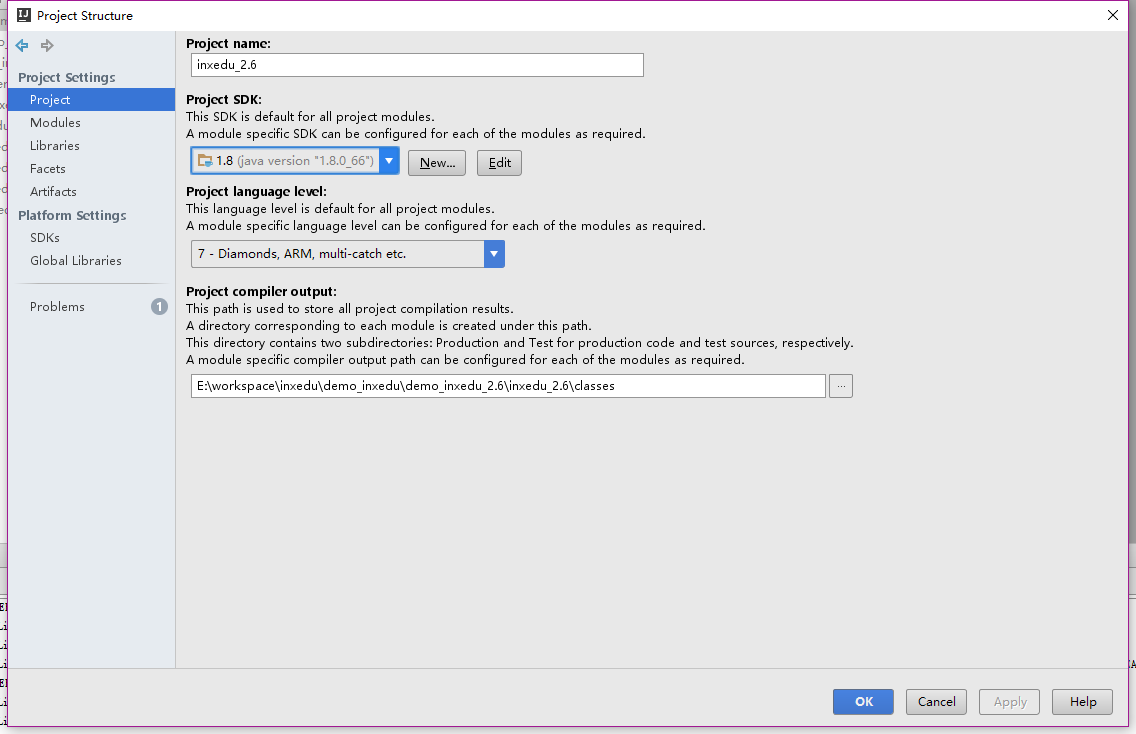 Project Structure
Project Settings
Project
Modules
Libraries
Facets
Artifacts
Platform Settings
SDKs
Global Libraries
Problems 1
Project name:
inxedu_2.6
Project SDK:
This SDK is default for all project modules.
A module specific SDK can be configured for each of the modules as required.
1.8 (java version "1.8.0_66") New... Edit
Project language level:
This language level is default for all project modules.
A module specific language level can be configured for each of the modules as required.
7 - Diamonds, ARM, multi-catch etc.
Project compiler output:
This path is used to store all project compilation results.
A directory corresponding to each module is created under this path.
This directory contains two subdirectories: Production and Test for production code and test sources, respectively.
A module specific compiler output path can be configured for each of the modules as required.
E:\workspace\inxedu\demo_inxedu\demo_inxedu_2.6\inxedu_2.6\classes ...
OK Cancel Apply Help